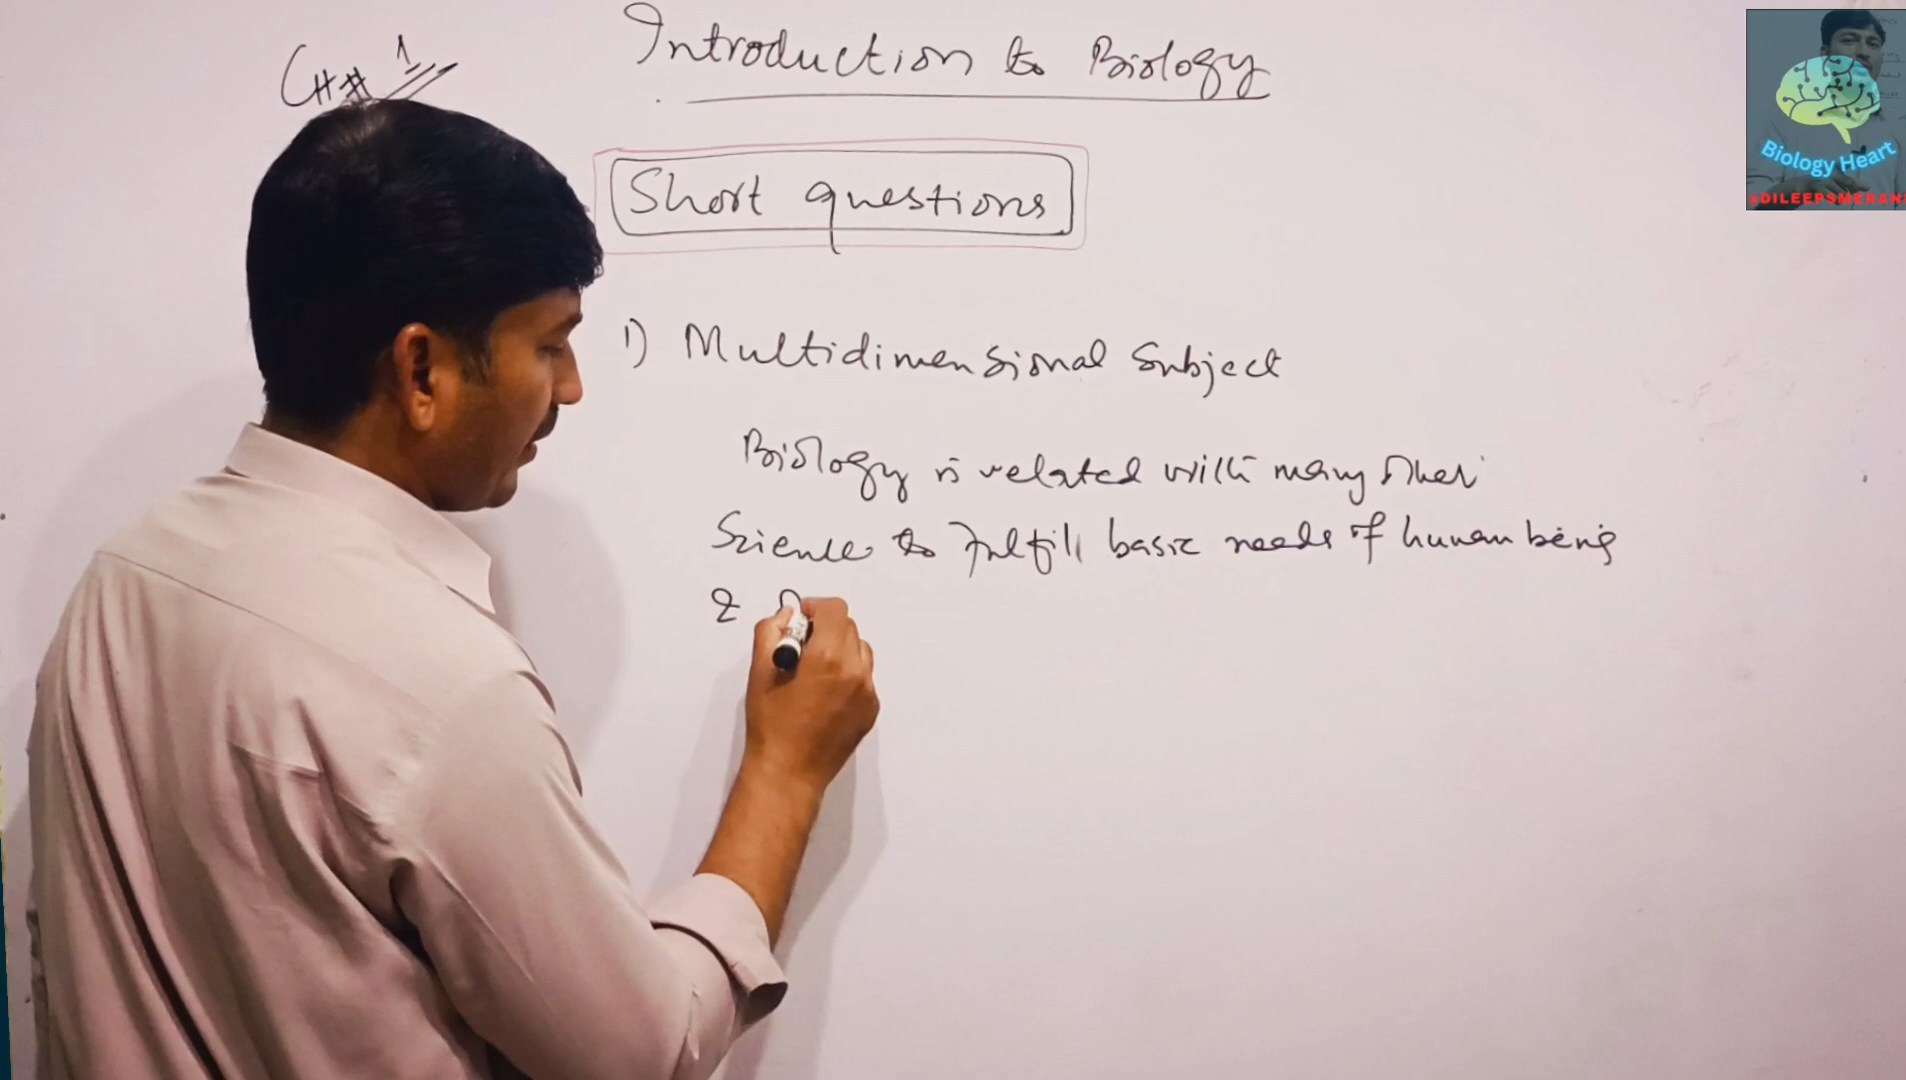 CH# 1
Introduction to Biology
Short questions
1) Multidimensional Subject
Biology is related with many other
Science to fulfill basic needs of human being
&
Biology Heart
@DILEEPSMERAN